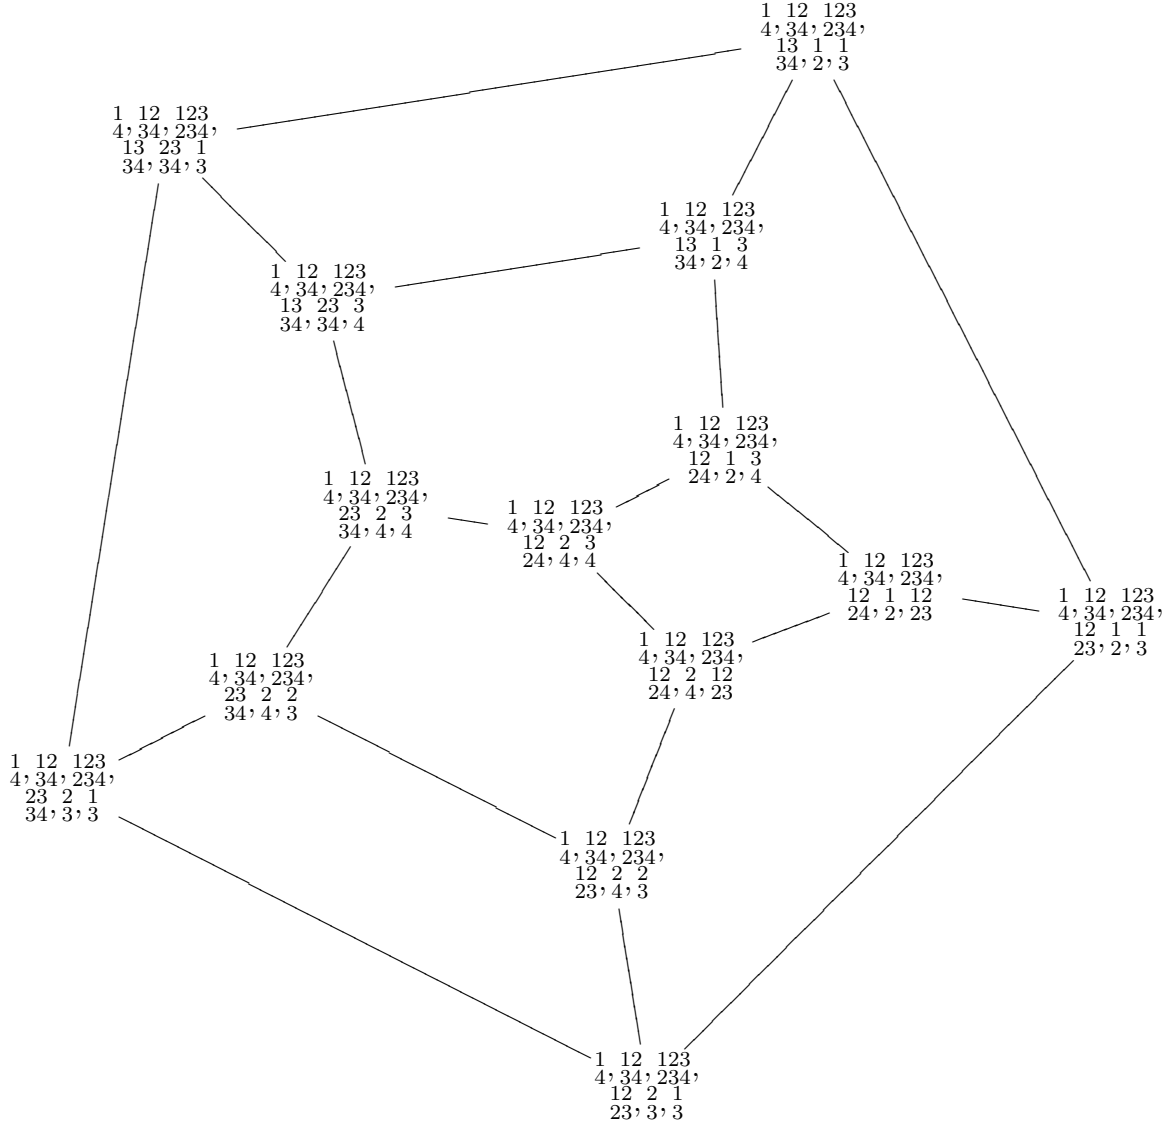 1 12 123
4, 34, 234,
13 1 1
34, 2, 3
1 12 123
4, 34, 234,
13 23 1
34, 34, 3
1 12 123
4, 34, 234,
13 1 3
34, 2, 4
1 12 123
4, 34, 234,
13 23 3
34, 34, 4
1 12 123
4, 34, 234,
12 1 3
24, 2, 4
1 12 123
4, 34, 234,
23 2 3
34, 4, 4
1 12 123
4, 34, 234,
12 2 3
24, 4, 4
1 12 123
4, 34, 234,
12 1 12
24, 2, 23
1 12 123
4, 34, 234,
12 1 1
23, 2, 3
1 12 123
4, 34, 234,
12 2 12
24, 4, 23
1 12 123
4, 34, 234,
23 2 2
34, 4, 3
1 12 123
4, 34, 234,
23 2 1
34, 3, 3
1 12 123
4, 34, 234,
12 2 2
23, 4, 3
1 12 123
4, 34, 234,
12 2 1
23, 3, 3